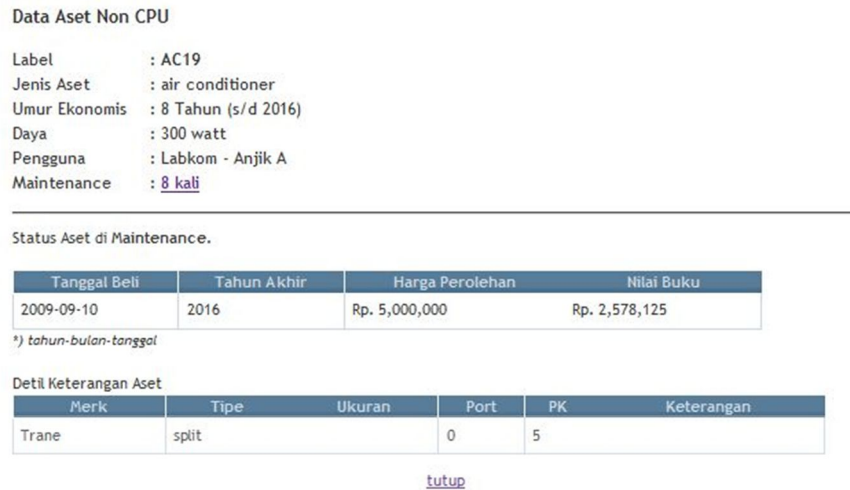 Data Aset Non CPU
Label : AC19
Jenis Aset : air conditioner
Umur Ekonomis : 8 Tahun (s/d 2016)
Daya : 300 watt
Pengguna : Labkom - Anjik A
Maintenance : 8 kali
Status Aset di Maintenance.
Tanggal Beli Tahun Akhir Harga Perolehan Nilai Buku
2009-09-10 2016 Rp. 5,000,000 Rp. 2,578,125
*) tahun-bulan-tanggal
Detil Keterangan Aset
Merk Tipe Ukuran Port PK Keterangan
Trane split 0 5
tutup